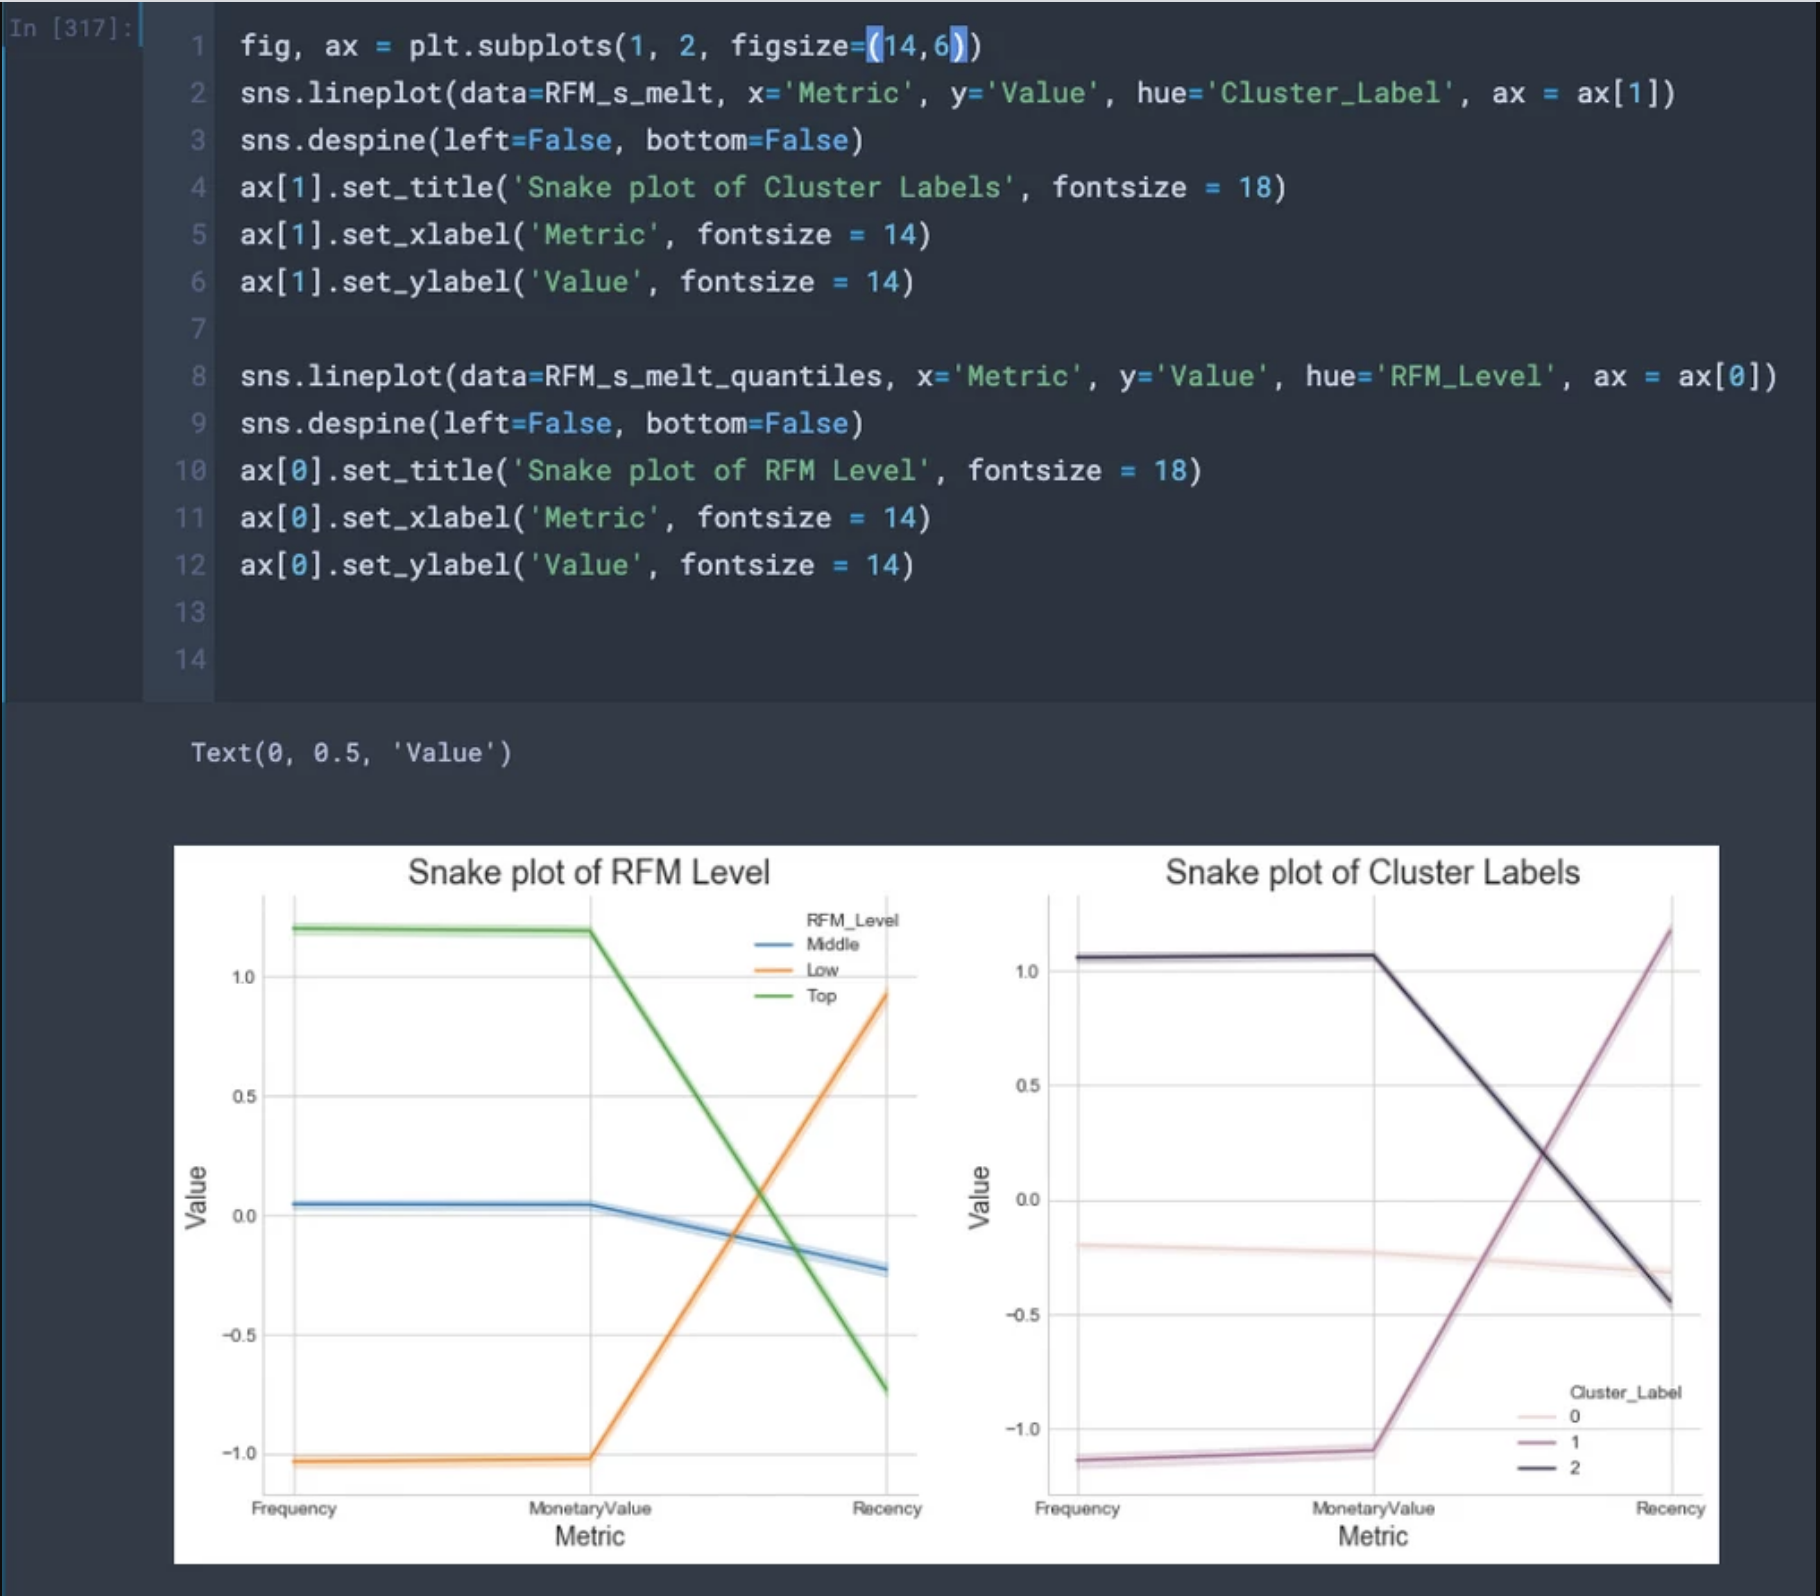 In [317]:
1 fig, ax = plt.subplots(1, 2, figsize=(14,6))
2 sns.lineplot(data=RFM_s_melt, x='Metric', y='Value', hue='Cluster_Label', ax = ax[1])
3 sns.despine(left=False, bottom=False)
4 ax[1].set_title('Snake plot of Cluster Labels', fontsize = 18)
5 ax[1].set_xlabel('Metric', fontsize = 14)
6 ax[1].set_ylabel('Value', fontsize = 14)
7
8 sns.lineplot(data=RFM_s_melt_quantiles, x='Metric', y='Value', hue='RFM_Level', ax = ax[0])
9 sns.despine(left=False, bottom=False)
10 ax[0].set_title('Snake plot of RFM Level', fontsize = 18)
11 ax[0].set_xlabel('Metric', fontsize = 14)
12 ax[0].set_ylabel('Value', fontsize = 14)
13
14
Text(0, 0.5, 'Value')
Snake plot of RFM Level
RFM_Level
Middle
Low
Top
1.0
0.5
0.0
−0.5
−1.0
Value
Frequency MonetaryValue Recency
Metric
Snake plot of Cluster Labels
1.0
0.5
0.0
−0.5
−1.0
Value
Cluster_Label
0
1
2
Frequency MonetaryValue Recency
Metric